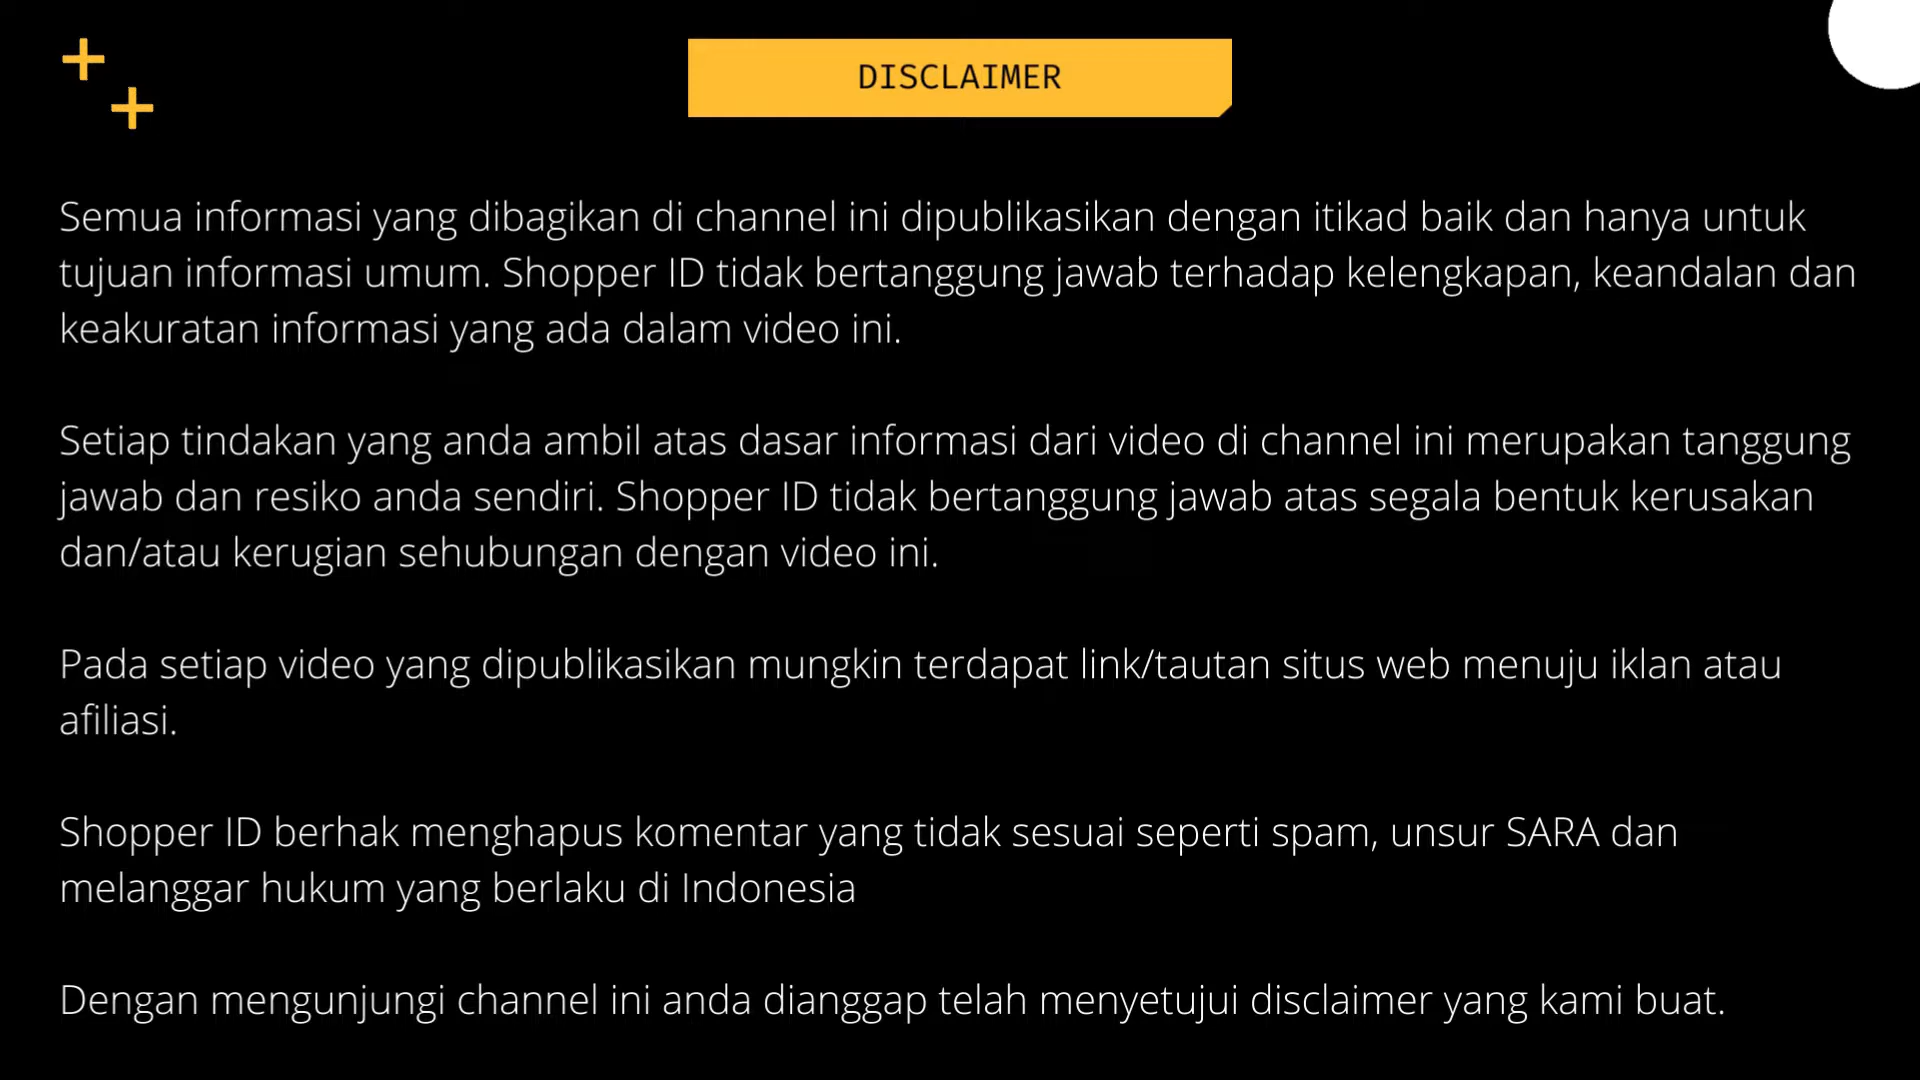 DISCLAIMER
Semua informasi yang dibagikan di channel ini dipublikasikan dengan itikad baik dan hanya untuk
tujuan informasi umum. Shopper ID tidak bertanggung jawab terhadap kelengkapan, keandalan dan
keakuratan informasi yang ada dalam video ini.
Setiap tindakan yang anda ambil atas dasar informasi dari video di channel ini merupakan tanggung
jawab dan resiko anda sendiri. Shopper ID tidak bertanggung jawab atas segala bentuk kerusakan
dan/atau kerugian sehubungan dengan video ini.
Pada setiap video yang dipublikasikan mungkin terdapat link/tautan situs web menuju iklan atau
afiliasi.
Shopper ID berhak menghapus komentar yang tidak sesuai seperti spam, unsur SARA dan
melanggar hukum yang berlaku di Indonesia
Dengan mengunjungi channel ini anda dianggap telah menyetujui disclaimer yang kami buat.